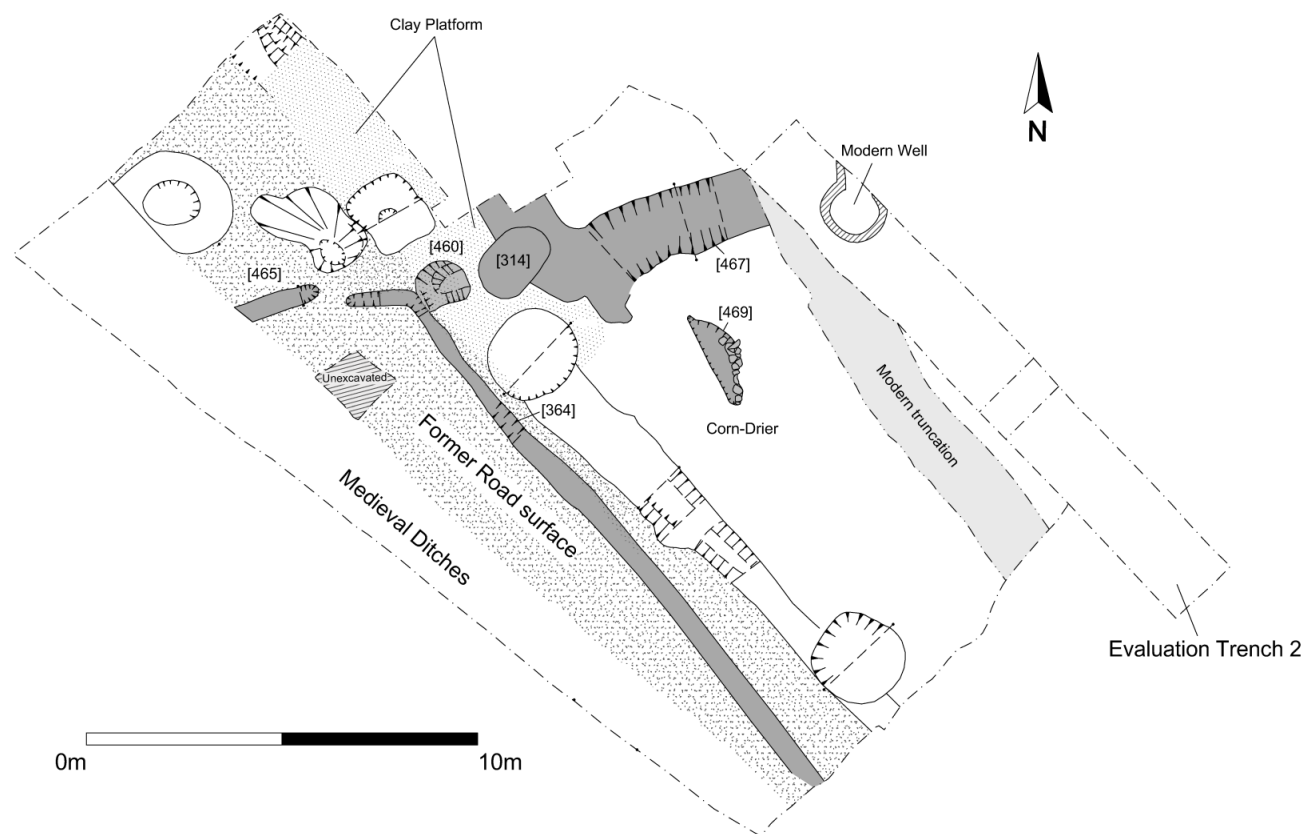 Clay Platform
N
Modern Well
[460]
[314]
[465]
[467]
[469]
Unexcavated
[364]
Corn-Drier
Modern truncation
Former Road surface
Medieval Ditches
Evaluation Trench 2
0m
10m